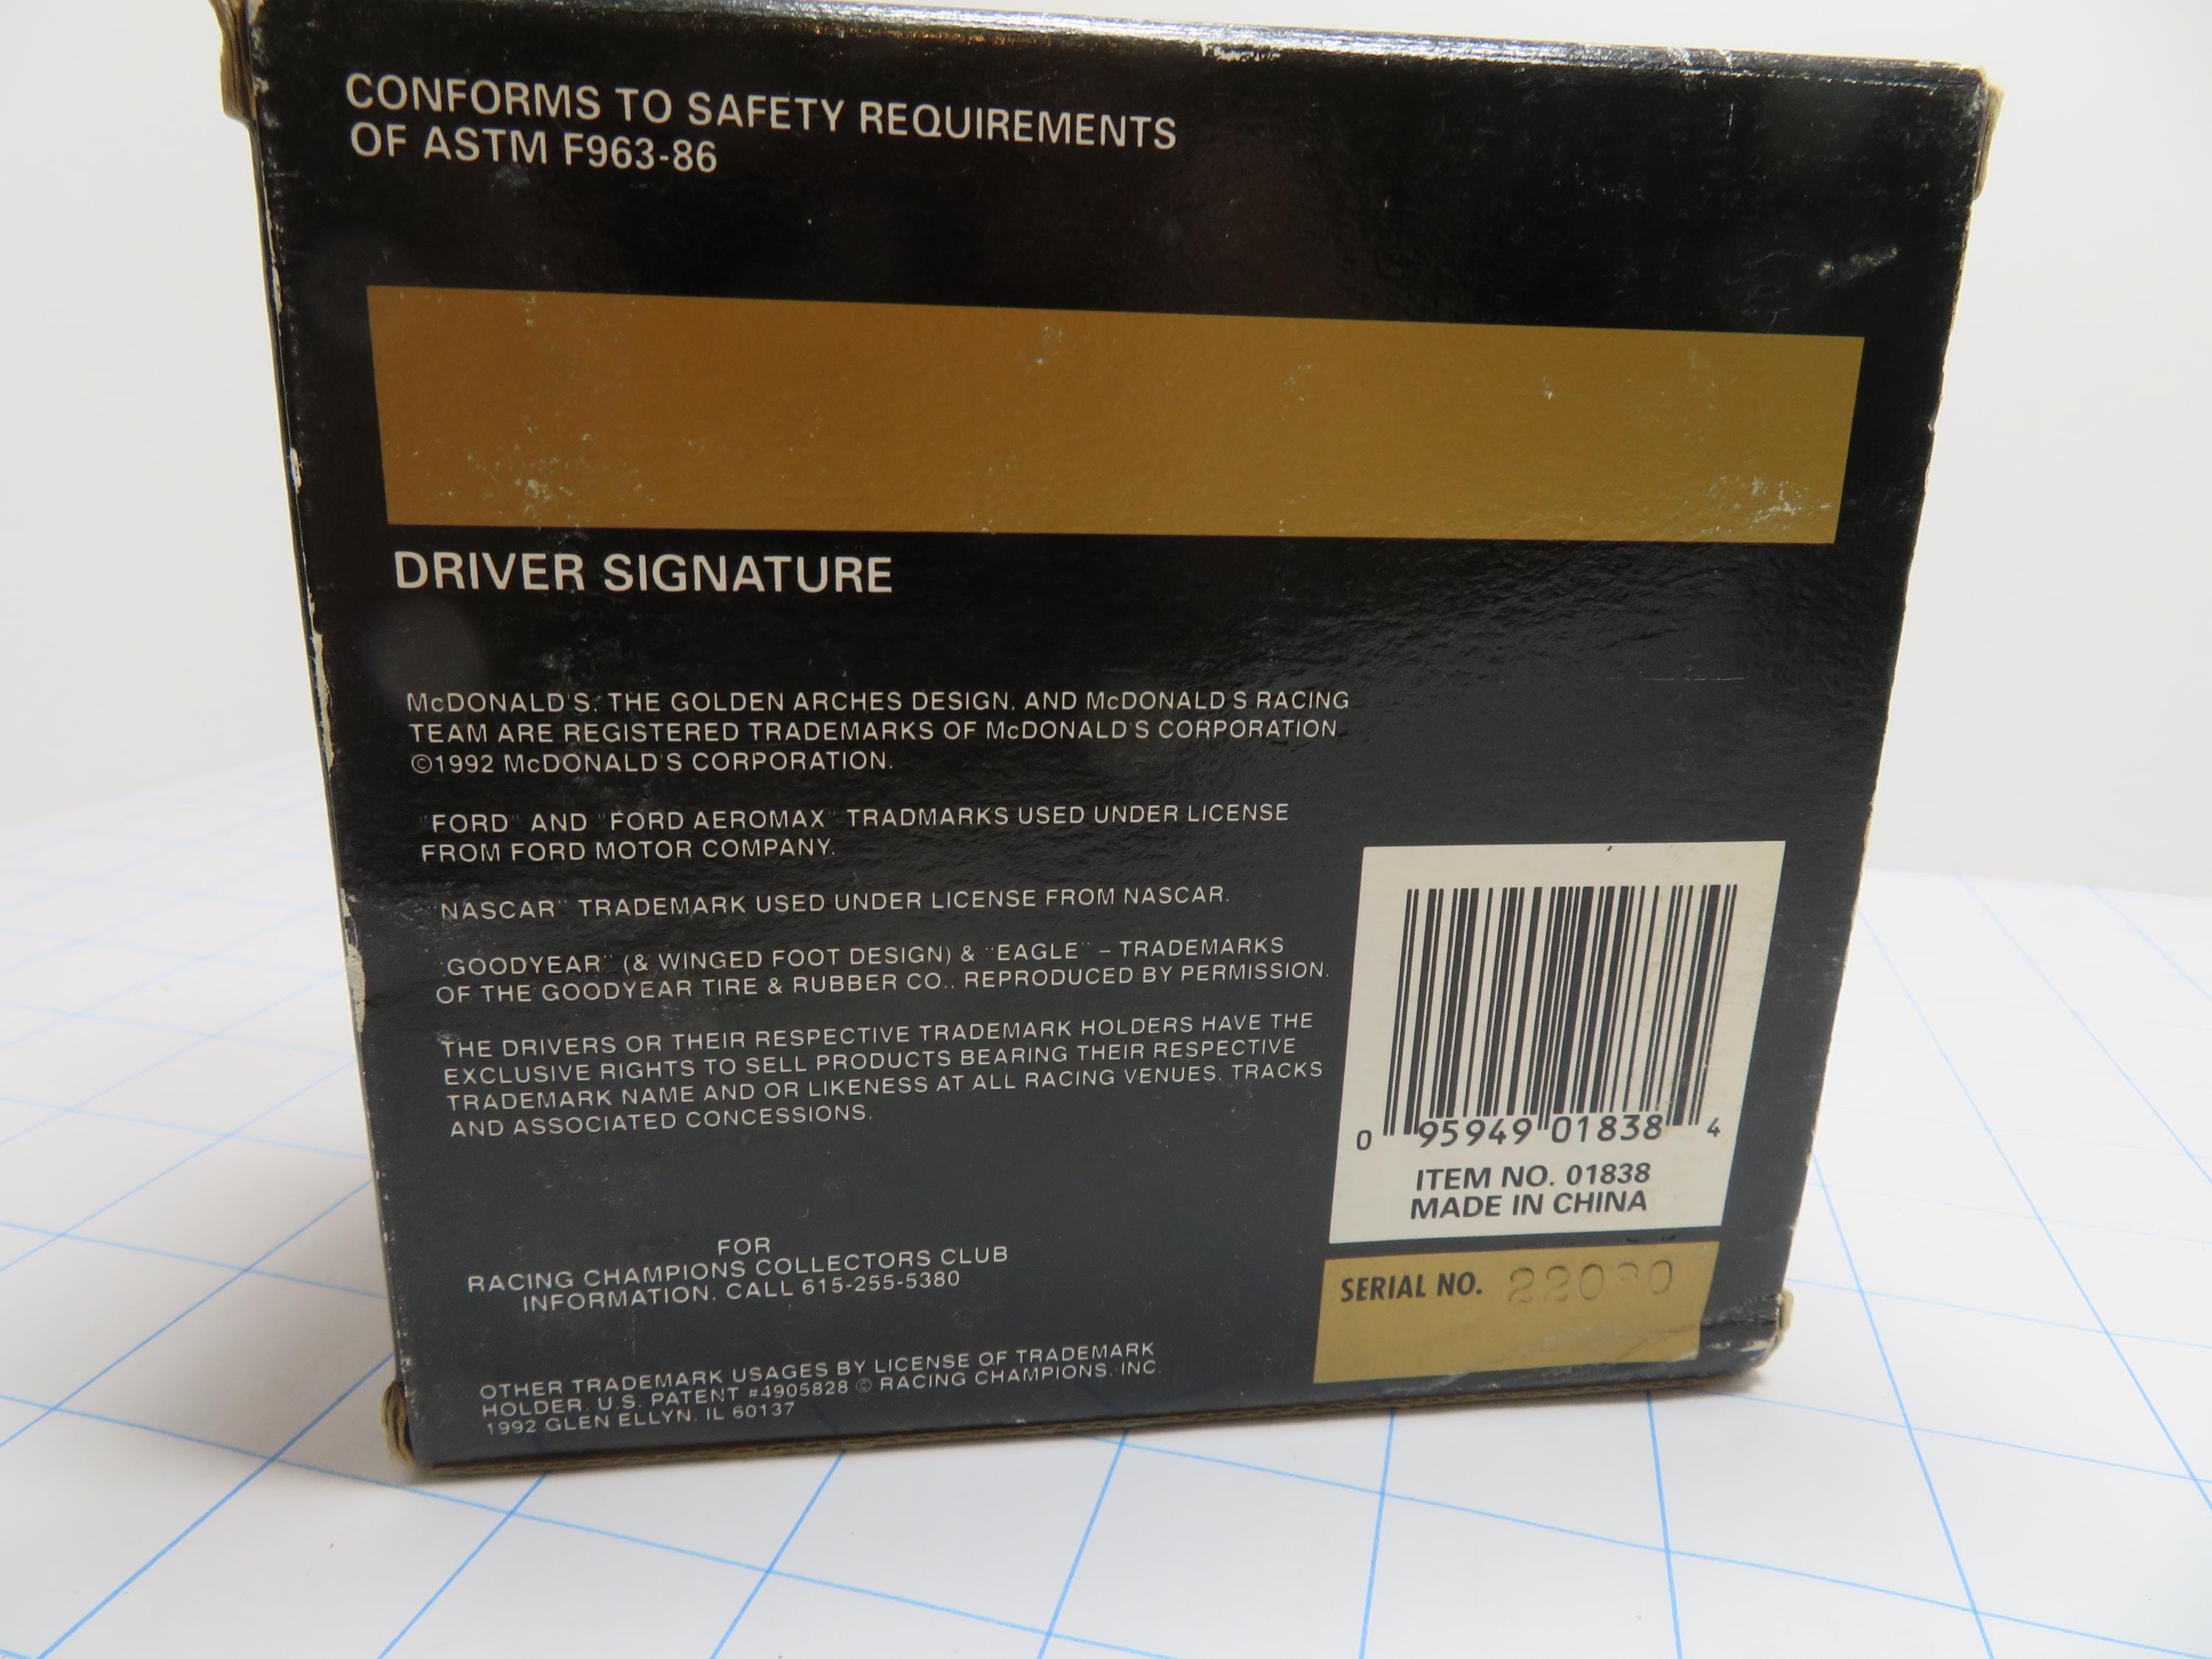 CONFORMS TO SAFETY REQUIREMENTS
OF ASTM F963-86
DRIVER SIGNATURE
McDONALD'S, THE GOLDEN ARCHES DESIGN, AND McDONALD'S RACING
TEAM ARE REGISTERED TRADEMARKS OF McDONALD'S CORPORATION
©1992 McDONALD'S CORPORATION.
"FORD" AND "FORD AEROMAX" TRADMARKS USED UNDER LICENSE
FROM FORD MOTOR COMPANY.
"NASCAR" TRADEMARK USED UNDER LICENSE FROM NASCAR.
"GOODYEAR" (& WINGED FOOT DESIGN) & "EAGLE" – TRADEMARKS
OF THE GOODYEAR TIRE & RUBBER CO., REPRODUCED BY PERMISSION.
THE DRIVERS OR THEIR RESPECTIVE TRADEMARK HOLDERS HAVE THE
EXCLUSIVE RIGHTS TO SELL PRODUCTS BEARING THEIR RESPECTIVE
TRADEMARK NAME AND OR LIKENESS AT ALL RACING VENUES, TRACKS
AND ASSOCIATED CONCESSIONS.
0 95949 01838 4
ITEM NO. 01838
MADE IN CHINA
SERIAL NO.
FOR
RACING CHAMPIONS COLLECTORS CLUB
INFORMATION, CALL 615-255-5380
OTHER TRADEMARK USAGES BY LICENSE OF TRADEMARK
HOLDER. U.S. PATENT #4905828 © RACING CHAMPIONS, INC.
1992 GLEN ELLYN, IL 60137